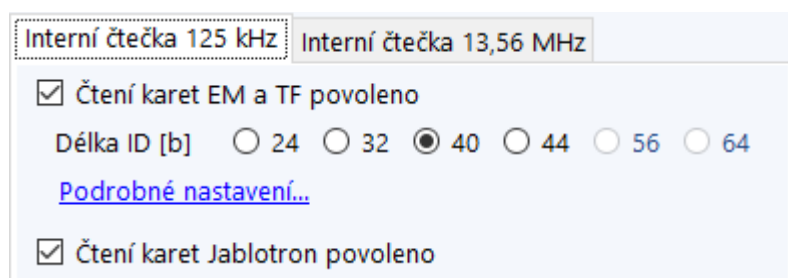 Interní čtečka 125 kHz Interní čtečka 13,56 MHz
Čtení karet EM a TF povoleno
Délka ID [b] 24 32 40 44 56 64
Podrobné nastavení...
Čtení karet Jablotron povoleno